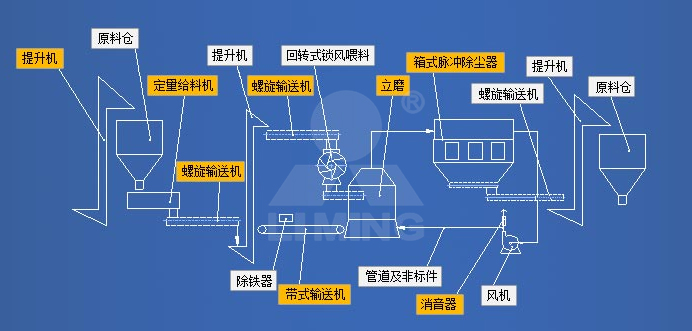 提升机
原料仓
定量给料机
螺旋输送机
提升机
螺旋输送机
回转式锁风喂料
立磨
箱式脉冲除尘器
螺旋输送机
提升机
原料仓
除铁器
带式输送机
管道及非标件
消音器
风机
®
LIMING